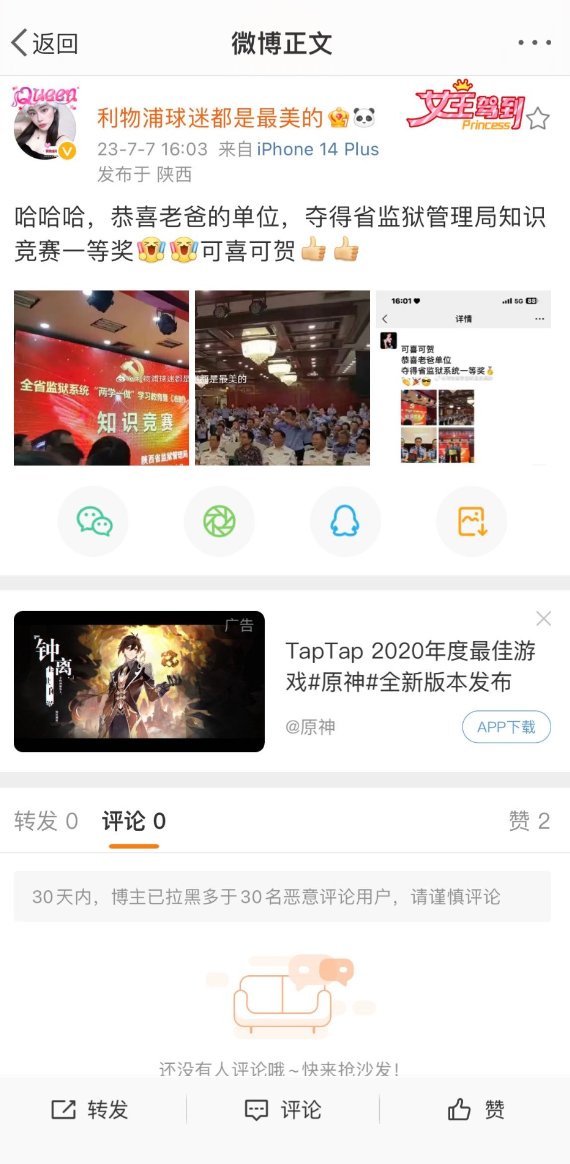 返回
微博正文
Queen
利物浦球迷都是最美的
女王驾到
Princess
23-7-7 16:03 来自 iPhone 14 Plus
发布于 陕西
哈哈哈，恭喜老爸的单位，夺得省监狱管理局知识
竞赛一等奖😂😂可喜可贺👍👍
全省监狱系统“两学一做”学习教育暨
知识竞赛
陕西省监狱管理局
16:01
5G 88
详情
可喜可贺
恭喜老爸单位
夺得省监狱系统一等奖🏅
广告
钟离
TapTap 2020年度最佳游
戏#原神#全新版本发布
@原神
APP下载
转发 0
评论 0
赞 2
30天内，博主已拉黑多于30名恶意评论用户，请谨慎评论
还没有人评论哦~快来抢沙发！
转发
评论
赞